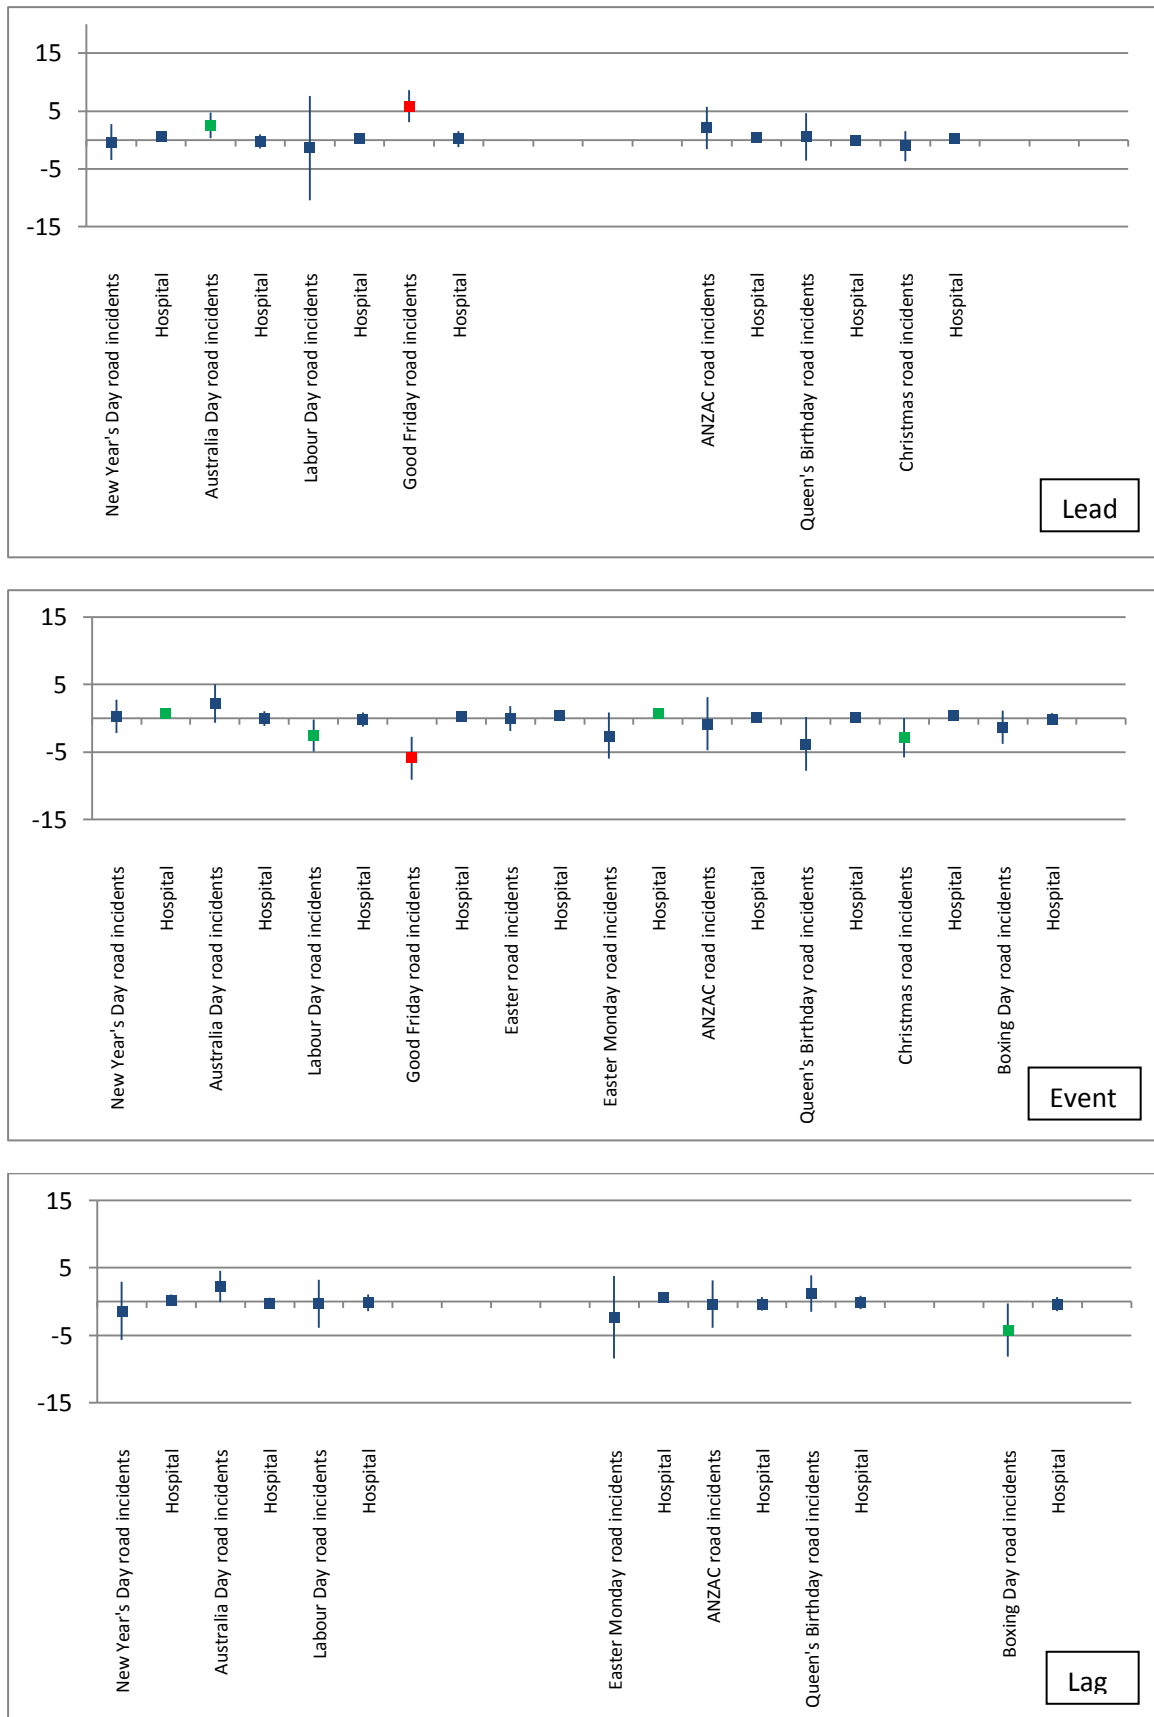 15
5
-5
-15
New Year's Day road incidents
Hospital
Australia Day road incidents
Hospital
Labour Day road incidents
Hospital
Good Friday road incidents
Hospital
ANZAC road incidents
Hospital
Queen's Birthday road incidents
Hospital
Christmas road incidents
Hospital
Lead
15
5
-5
-15
New Year's Day road incidents
Hospital
Australia Day road incidents
Hospital
Labour Day road incidents
Hospital
Good Friday road incidents
Hospital
Easter road incidents
Hospital
Easter Monday road incidents
Hospital
ANZAC road incidents
Hospital
Queen's Birthday road incidents
Hospital
Christmas road incidents
Hospital
Boxing Day road incidents
Hospital
Event
15
5
-5
-15
New Year's Day road incidents
Hospital
Australia Day road incidents
Hospital
Labour Day road incidents
Hospital
Easter Monday road incidents
Hospital
ANZAC road incidents
Hospital
Queen's Birthday road incidents
Hospital
Boxing Day road incidents
Hospital
Lag